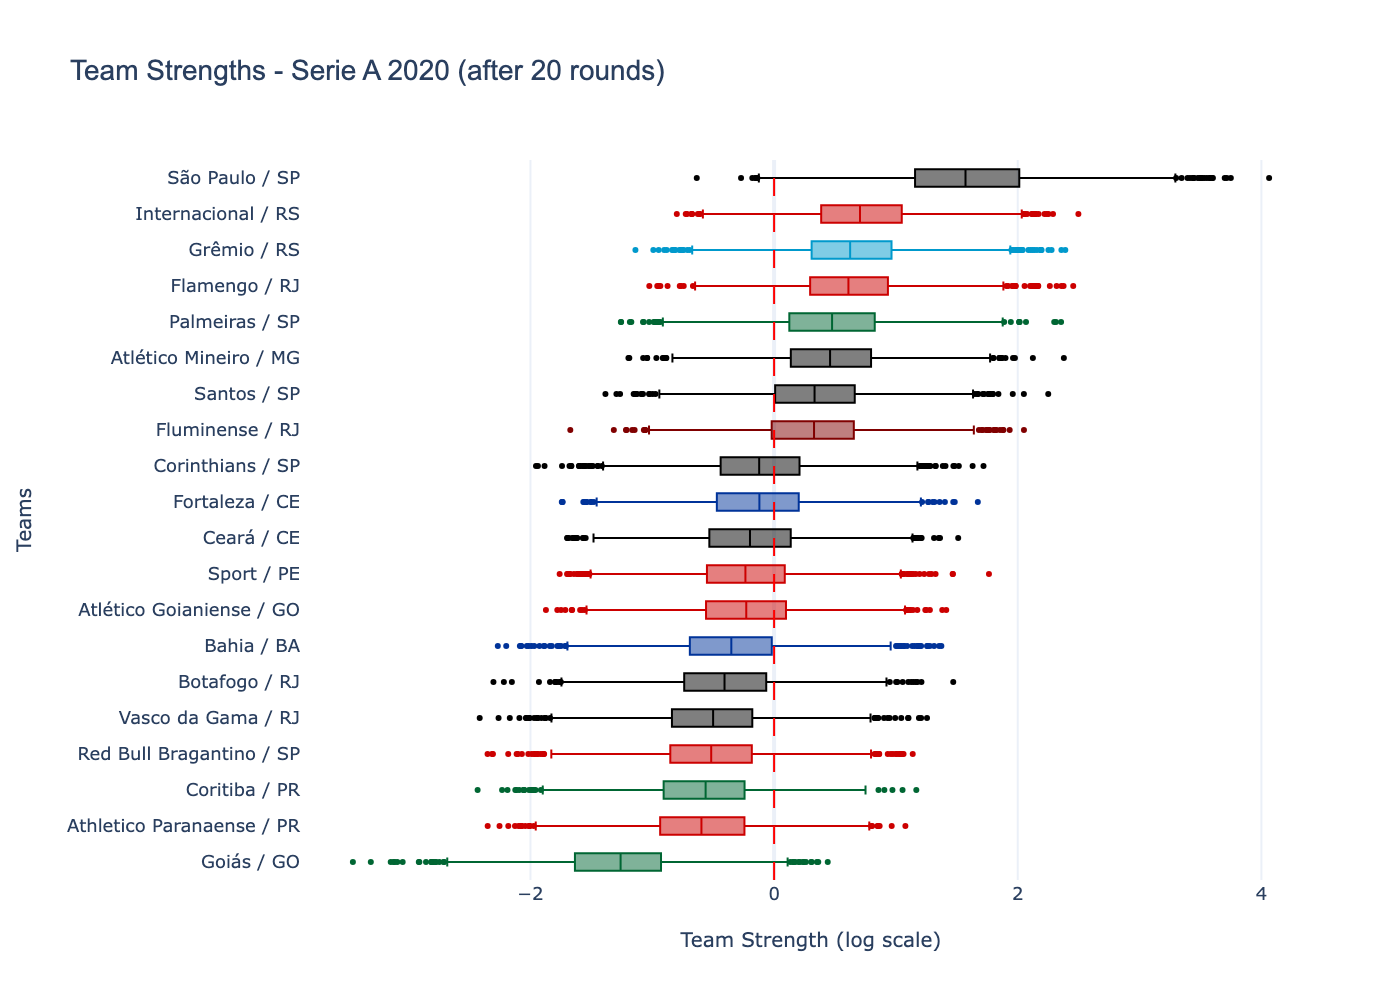 Team Strengths - Serie A 2020 (after 20 rounds)
São Paulo / SP
Internacional / RS
Grêmio / RS
Flamengo / RJ
Palmeiras / SP
Atlético Mineiro / MG
Santos / SP
Fluminense / RJ
Corinthians / SP
Fortaleza / CE
Ceará / CE
Sport / PE
Atlético Goianiense / GO
Bahia / BA
Botafogo / RJ
Vasco da Gama / RJ
Red Bull Bragantino / SP
Coritiba / PR
Athletico Paranaense / PR
Goiás / GO
Teams
−2 0 2 4
Team Strength (log scale)